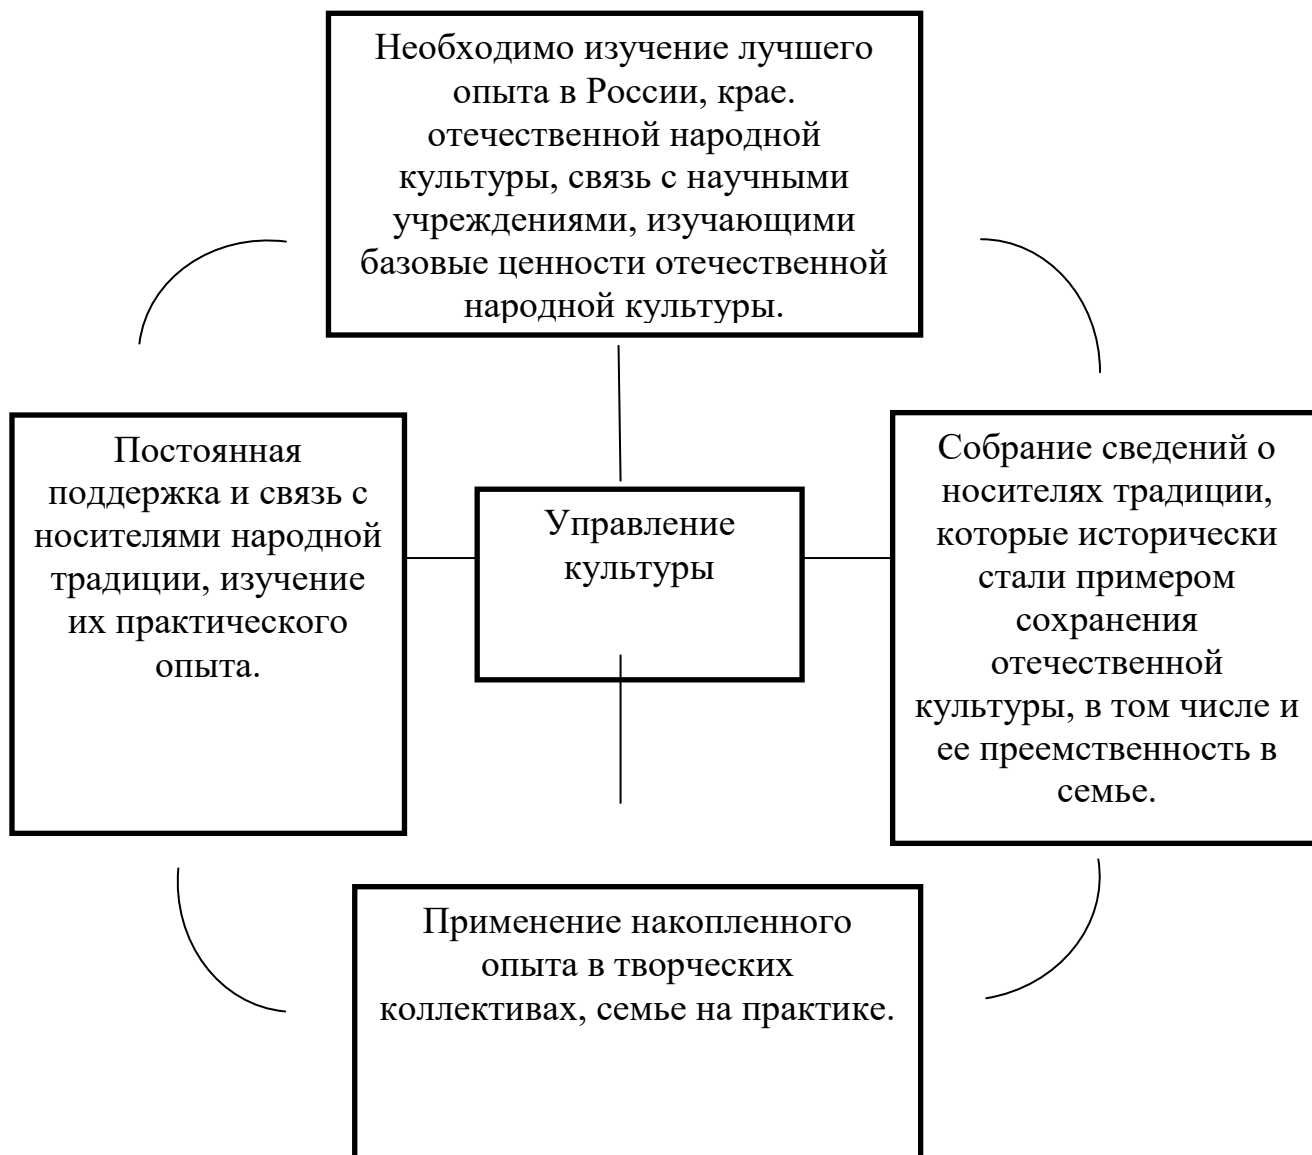 Необходимо изучение лучшего
опыта в России, крае.
отечественной народной
культуры, связь с научными
учреждениями, изучающими
базовые ценности отечественной
народной культуры.
Постоянная
поддержка и связь с
носителями народной
традиции, изучение
их практического
опыта.
Управление
культуры
Собрание сведений о
носителях традиции,
которые исторически
стали примером
сохранения
отечественной
культуры, в том числе и
ее преемственность в
семье.
Применение накопленного
опыта в творческих
коллективах, семье на практике.